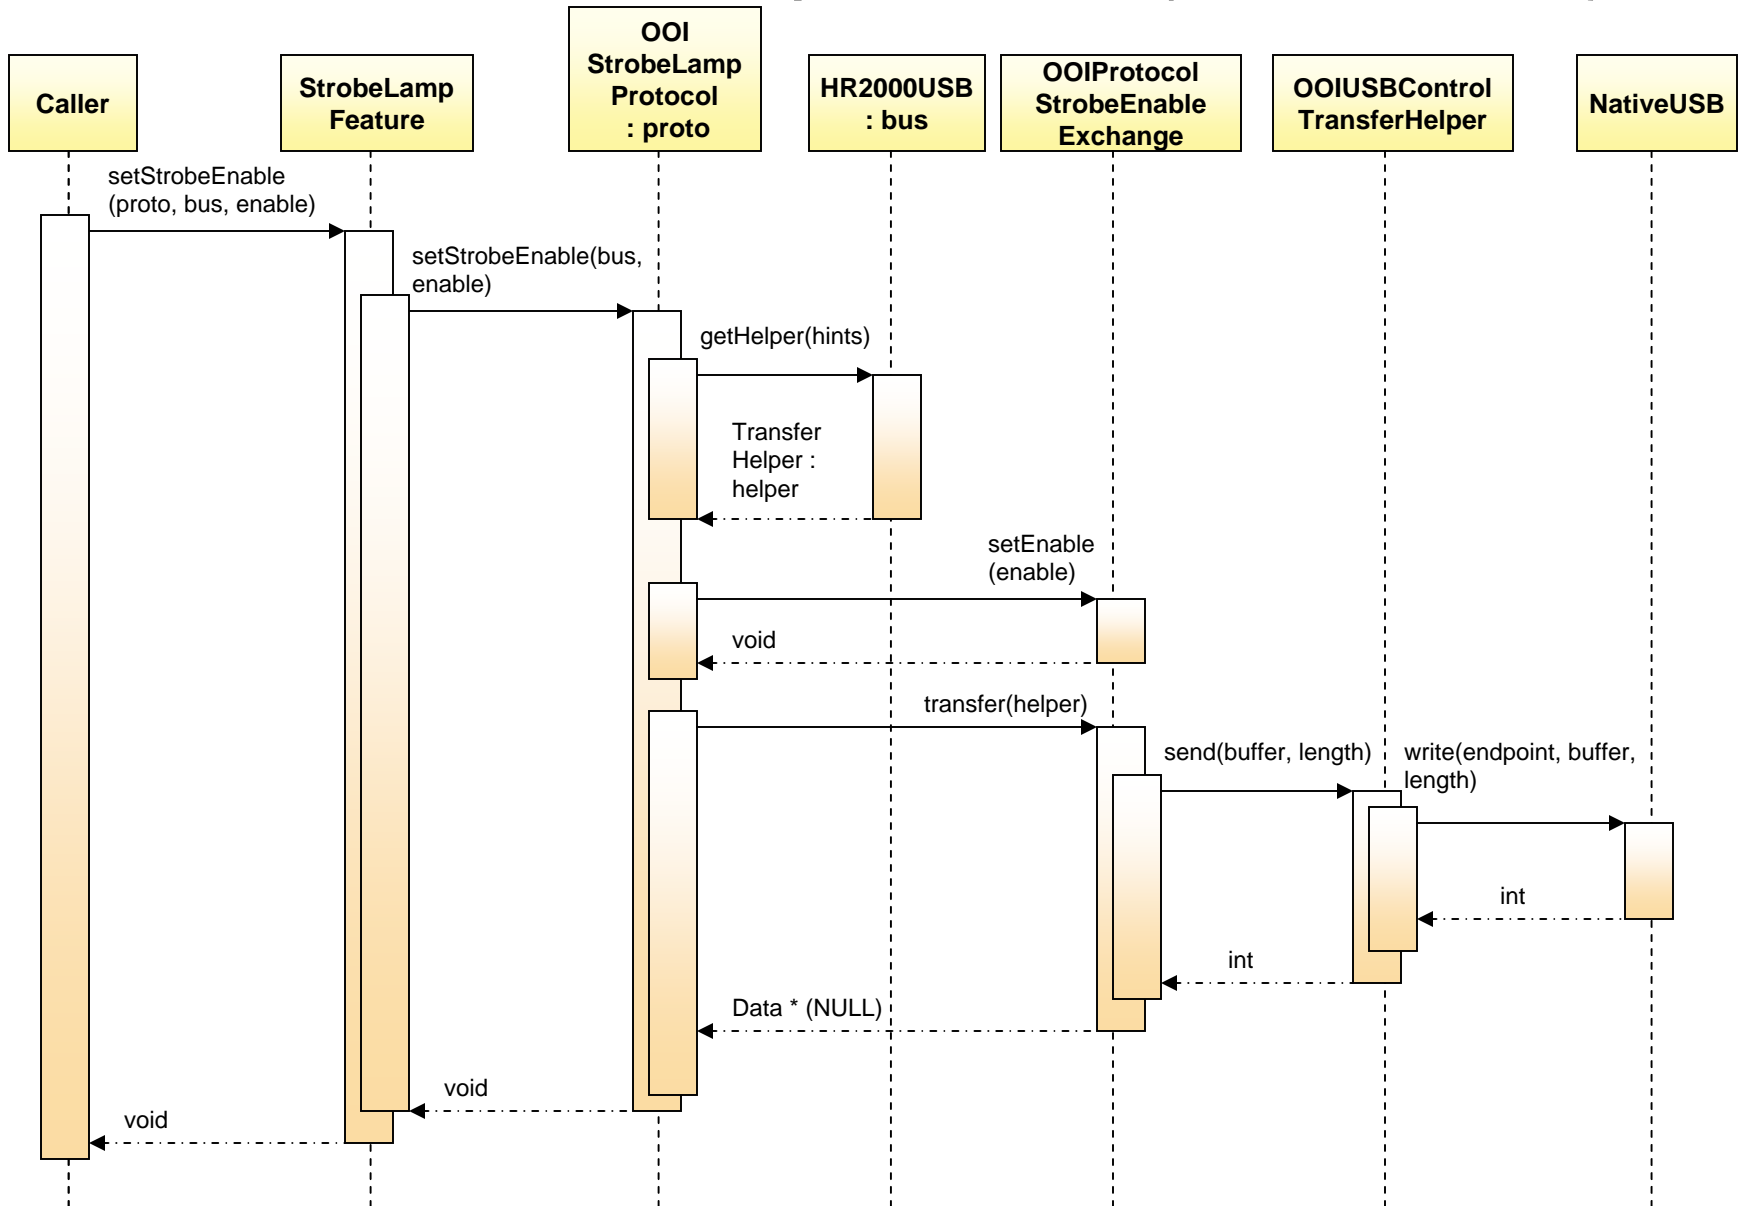 Caller
StrobeLamp
Feature
OOI
StrobeLamp
Protocol
: proto
HR2000USB
: bus
OOIProtocol
StrobeEnable
Exchange
OOIUSBControl
TransferHelper
NativeUSB
setStrobeEnable
(proto, bus, enable)
setStrobeEnable(bus,
enable)
getHelper(hints)
Transfer
Helper :
helper
setEnable
(enable)
void
transfer(helper)
send(buffer, length)
write(endpoint, buffer,
length)
int
int
Data * (NULL)
void
void